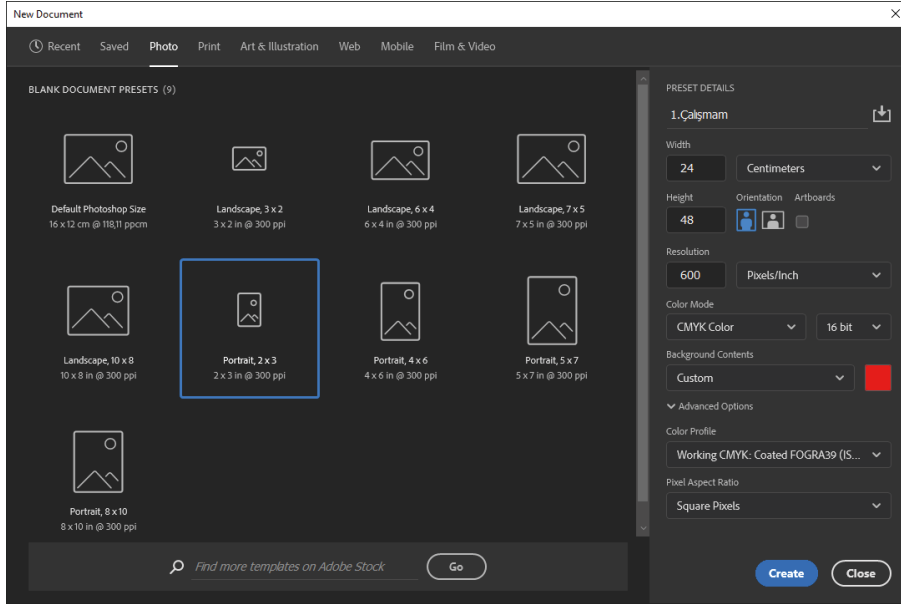 New Document
Recent Saved Photo Print Art & Illustration Web Mobile Film & Video
BLANK DOCUMENT PRESETS (9)
Default Photoshop Size
16 x 12 cm @ 118,11 ppcm
Landscape, 3 x 2
3 x 2 in @ 300 ppi
Landscape, 6 x 4
6 x 4 in @ 300 ppi
Landscape, 7 x 5
7 x 5 in @ 300 ppi
Landscape, 10 x 8
10 x 8 in @ 300 ppi
Portrait, 2 x 3
2 x 3 in @ 300 ppi
Portrait, 4 x 6
4 x 6 in @ 300 ppi
Portrait, 5 x 7
5 x 7 in @ 300 ppi
Portrait, 8 x 10
8 x 10 in @ 300 ppi
Find more templates on Adobe Stock
Go
PRESET DETAILS
1.Çalışmam
Width
24 Centimeters
Height Orientation Artboards
48
Resolution
600 Pixels/Inch
Color Mode
CMYK Color 16 bit
Background Contents
Custom
Advanced Options
Color Profile
Working CMYK: Coated FOGRA39 (IS...
Pixel Aspect Ratio
Square Pixels
Create Close